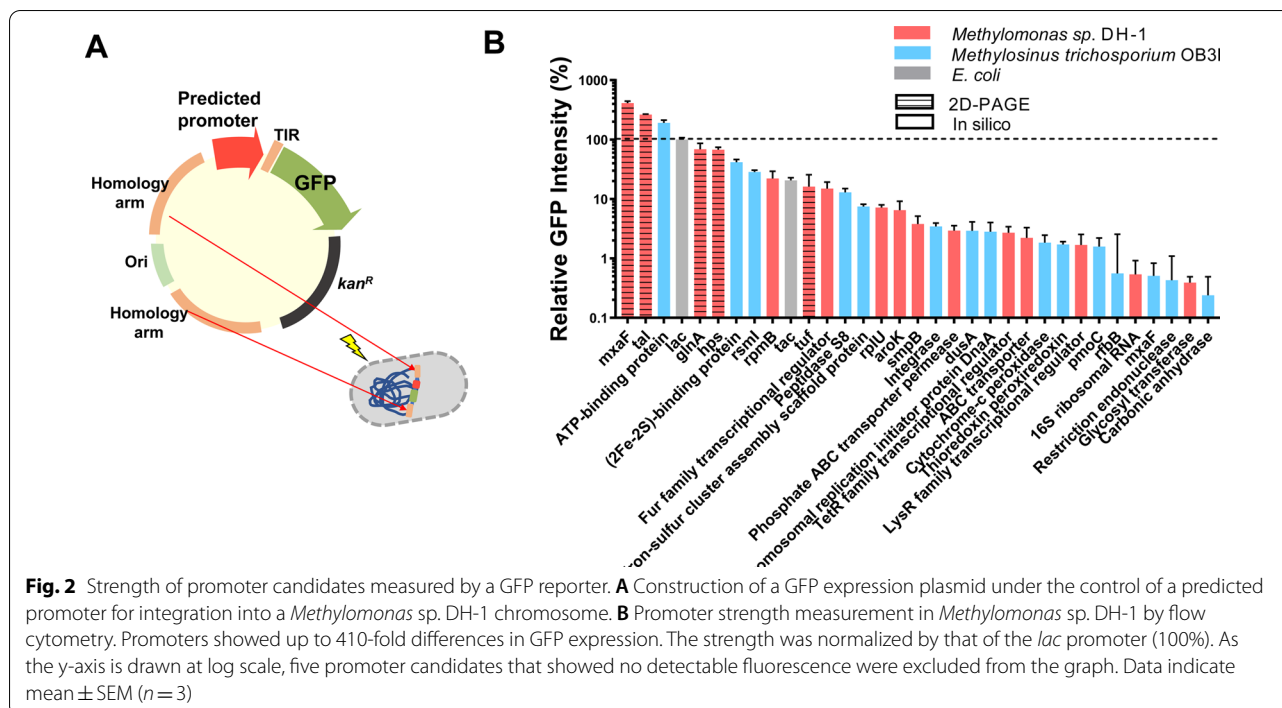 A
Predicted
promoter
TIR
GFP
Homology
arm
Ori
Homology
arm
kanR
B
Methylomonas sp. DH-1
Methylosinus trichosporium OB3I
E. coli
2D-PAGE
In silico
Relative GFP Intensity (%)
1000
100
10
1
0.1
mxaF
tal
ATP-binding protein
lac
glnA
hps
(2Fe-2S)-binding protein
rsmI
rpmB
tac
tuf
Fur family transcriptional regulator
Peptidase S8
ron-sulfur cluster assembly scaffold protein
rplU
aroK
smpB
Integrase
Phosphate ABC transporter permease
dusA
omosomal replication initiator protein DnaA
TetR family transcriptional regulator
ABC transporter
Cytochrome-c peroxidase
Thioredoxin peroxiredoxin
LysR family transcriptional regulator
pmoC
rfbB
16S ribosomal RNA
mxaF
Restriction endonuclease
Glycosyl transferase
Carbonic anhydrase
Fig. 2 Strength of promoter candidates measured by a GFP reporter. A Construction of a GFP expression plasmid under the control of a predicted
promoter for integration into a Methylomonas sp. DH-1 chromosome. B Promoter strength measurement in Methylomonas sp. DH-1 by flow
cytometry. Promoters showed up to 410-fold differences in GFP expression. The strength was normalized by that of the lac promoter (100%). As
the y-axis is drawn at log scale, five promoter candidates that showed no detectable fluorescence were excluded from the graph. Data indicate
mean ± SEM (n = 3)